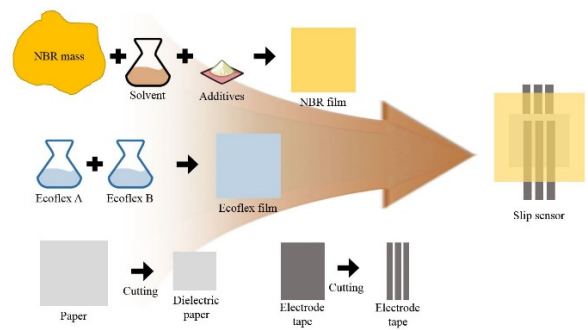 NBR mass
Solvent
Additives
NBR film
Ecoflex A
Ecoflex B
Ecoflex film
Slip sensor
Paper
Cutting
Dielectric
paper
Electrode
tape
Cutting
Electrode
tape